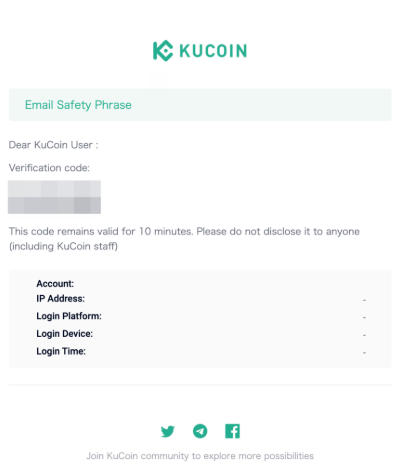 KUCOIN
Email Safety Phrase
Dear KuCoin User :
Verification code:
This code remains valid for 10 minutes. Please do not disclose it to anyone
(including KuCoin staff)
Account:
IP Address: -
Login Platform: -
Login Device: -
Login Time: -
Join KuCoin community to explore more possibilities